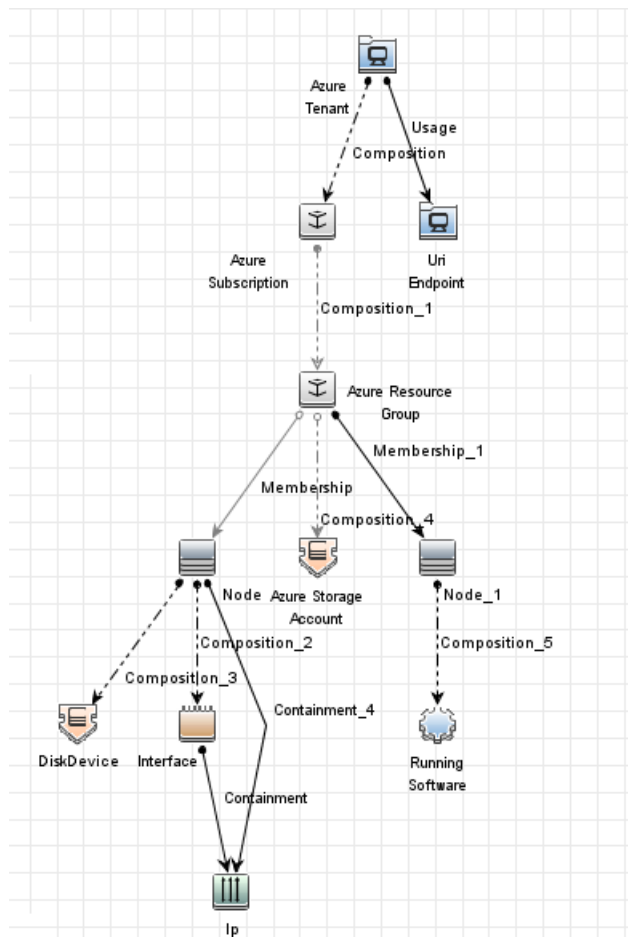 Azure
Tenant
Usage
Composition
Azure
Subscription
Uri
Endpoint
Composition_1
Azure Resource
Group
Membership_1
Membership
Composition_4
Node
Azure Storage
Account
Node_1
Composition_2
Composition_5
Composition_3
Containment_4
DiskDevice
Interface
Running
Software
Containment
Ip